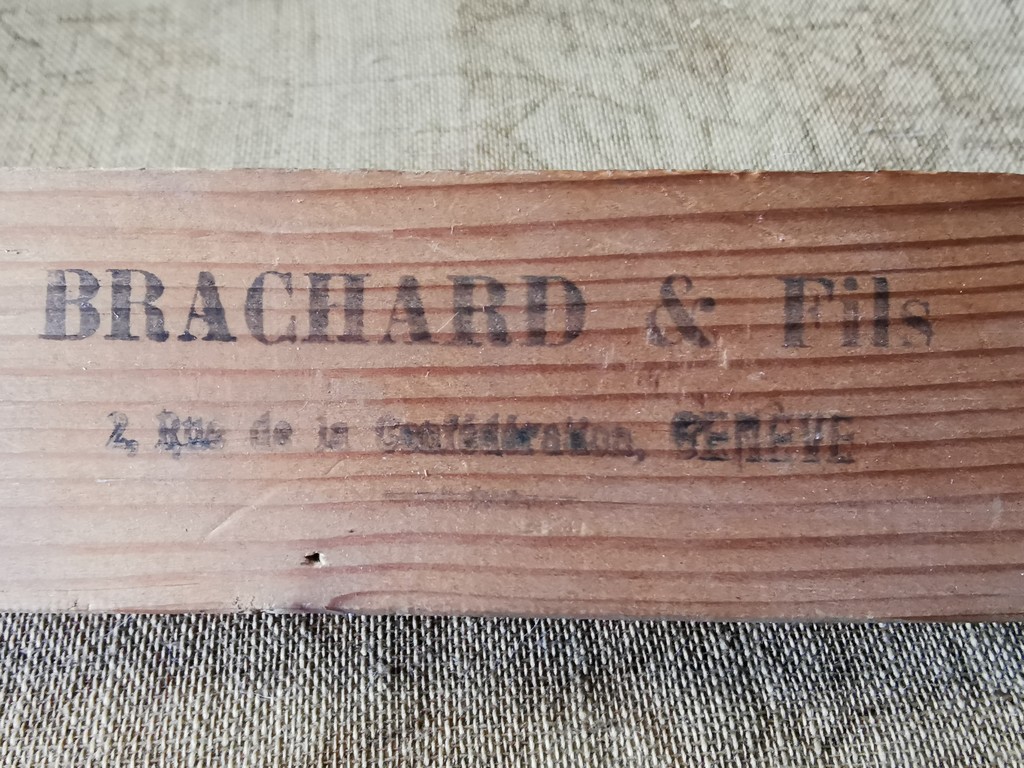 BRACHARD & Fils
2, Rue de la Confédération, GENÈVE